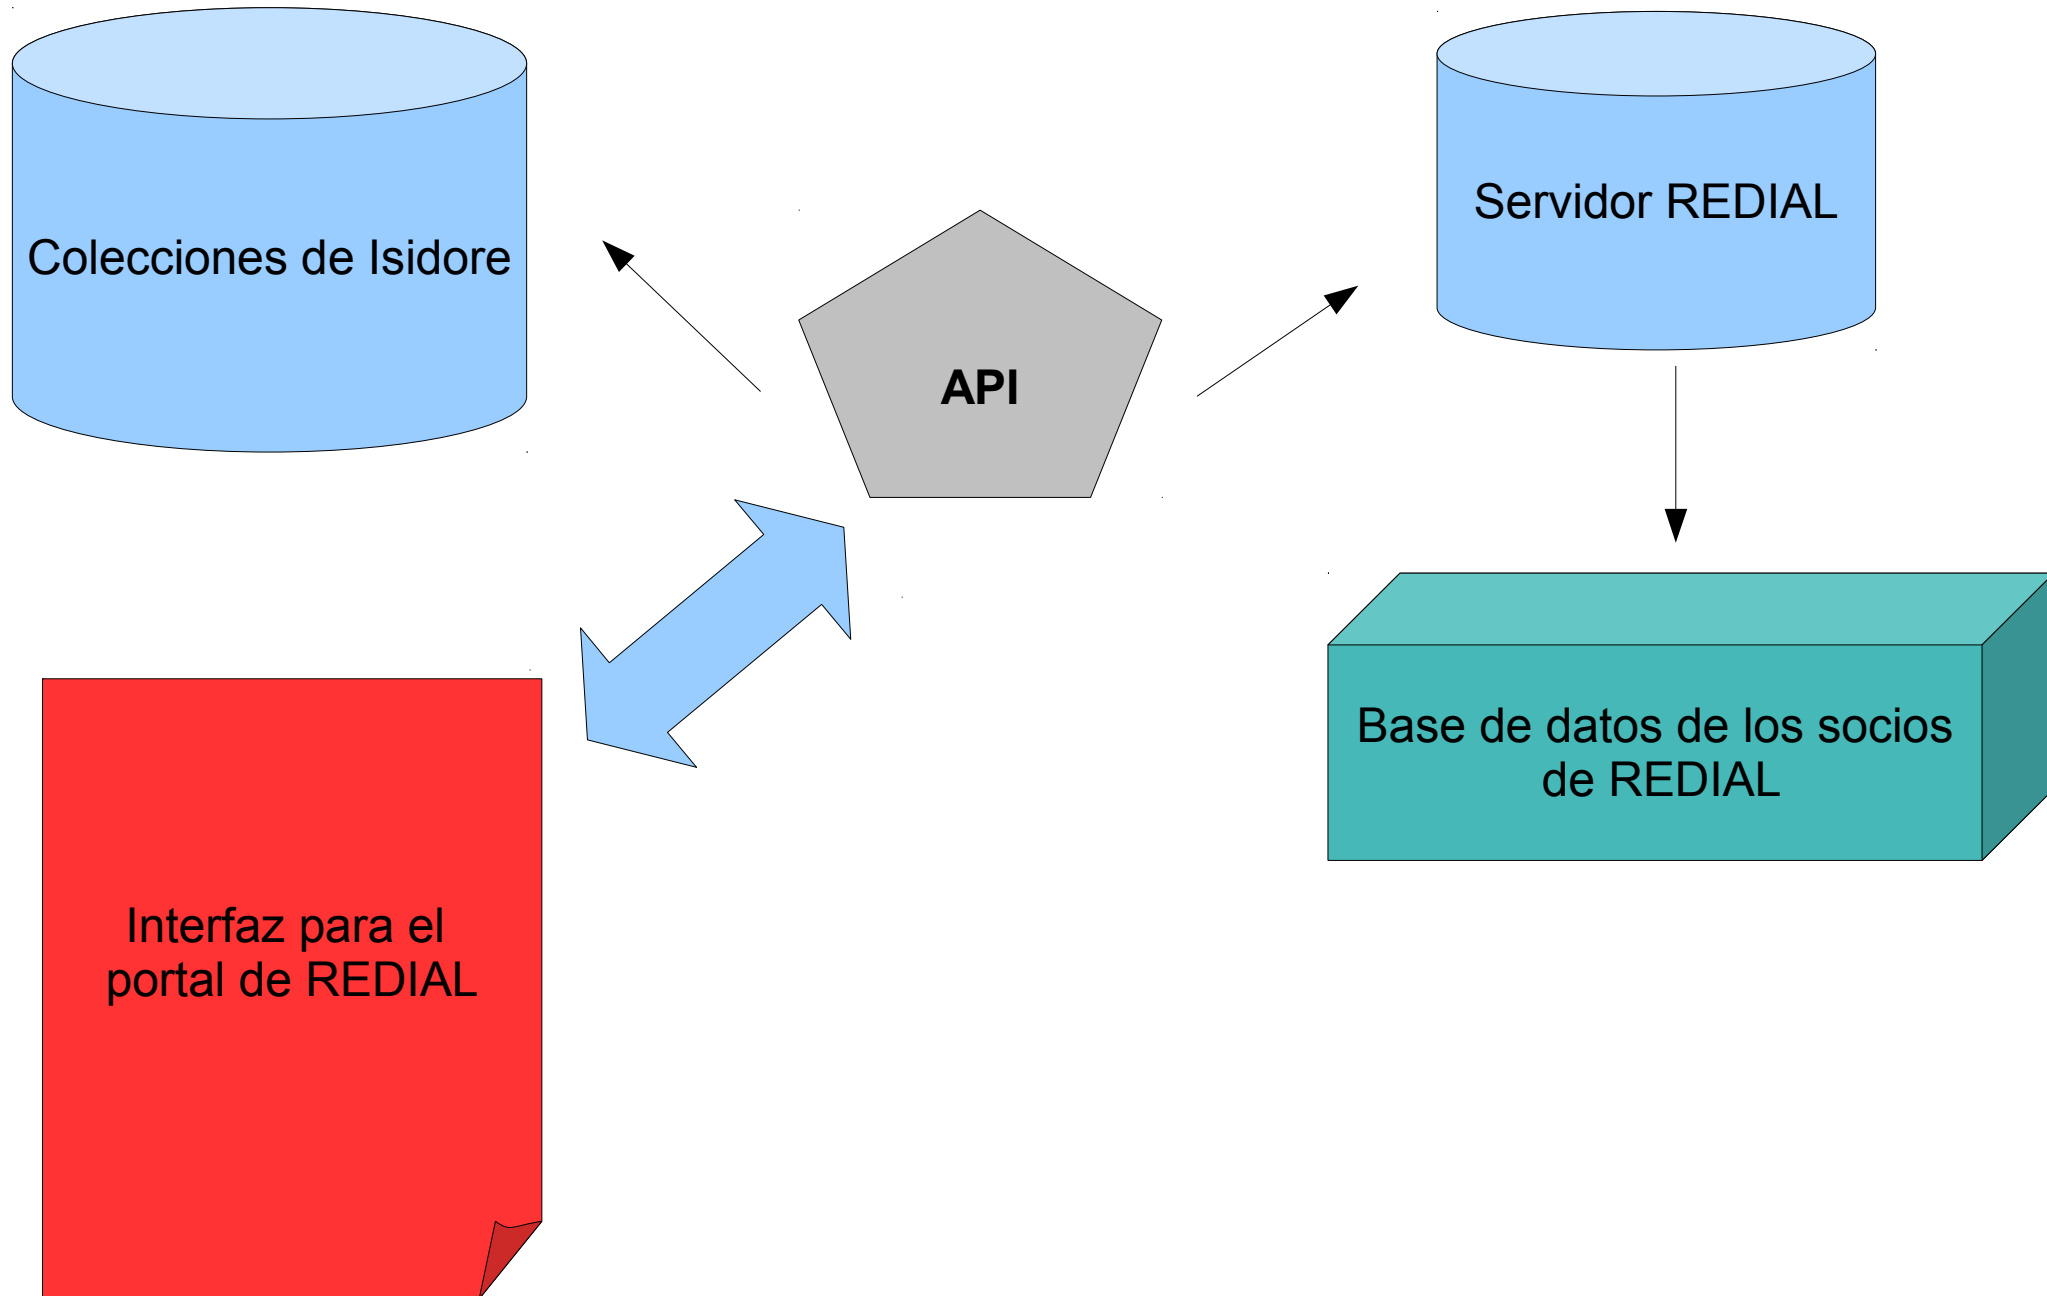 Colecciones de Isidore
Servidor REDIAL
API
Base de datos de los socios
de REDIAL
Interfaz para el
portal de REDIAL